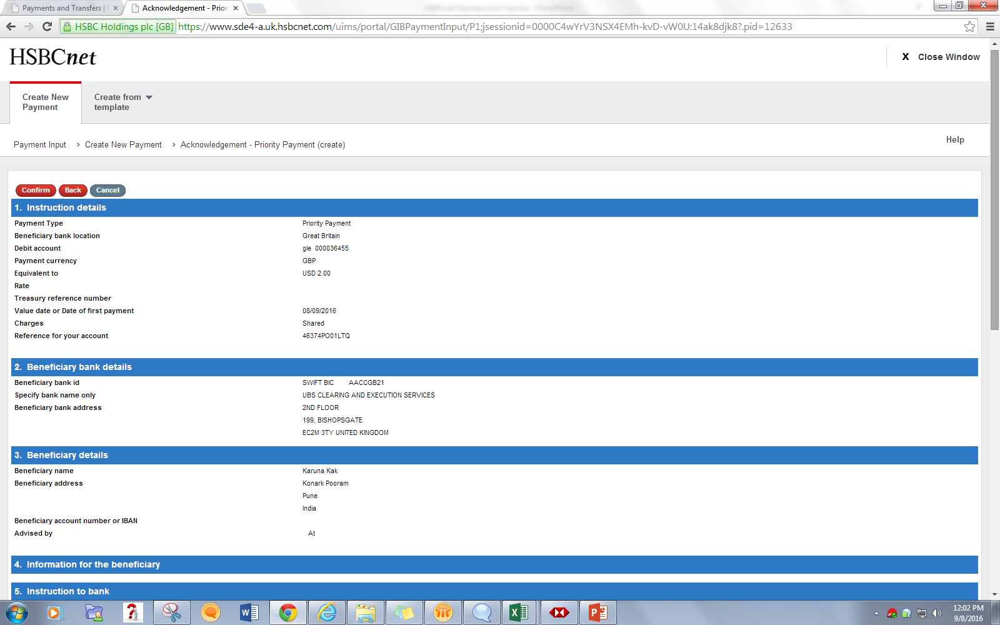 Payments and Transfers |
Acknowledgement - Prior
HSBC Holdings plc [GB] https://www.sde4-a.uk.hsbcnet.com/uims/portal/GIBPaymentInput/P1;jsessionid=0000C4wYrV3NSX4EMh-kvD-vW0U:14ak8djk8?.pid=12633
HSBCnet
X Close Window
Create New
Payment
Create from
template
Help
Payment Input > Create New Payment > Acknowledgement - Priority Payment (create)
Confirm Back Cancel
1. Instruction details
Payment Type Priority Payment
Beneficiary bank location Great Britain
Debit account gle 000036455
Payment currency GBP
Equivalent to USD 2.00
Rate
Treasury reference number
Value date or Date of first payment 08/09/2016
Charges Shared
Reference for your account 46374PO01LTQ
2. Beneficiary bank details
Beneficiary bank id SWIFT BIC AACCGB21
Specify bank name only UBS CLEARING AND EXECUTION SERVICES
Beneficiary bank address 2ND FLOOR
199, BISHOPSGATE
EC2M 3TY UNITED KINGDOM
3. Beneficiary details
Beneficiary name Karuna Kak
Beneficiary address Konark Pooram
Pune
India
Beneficiary account number or IBAN
Advised by At
4. Information for the beneficiary
5. Instruction to bank
12:02 PM
9/8/2016